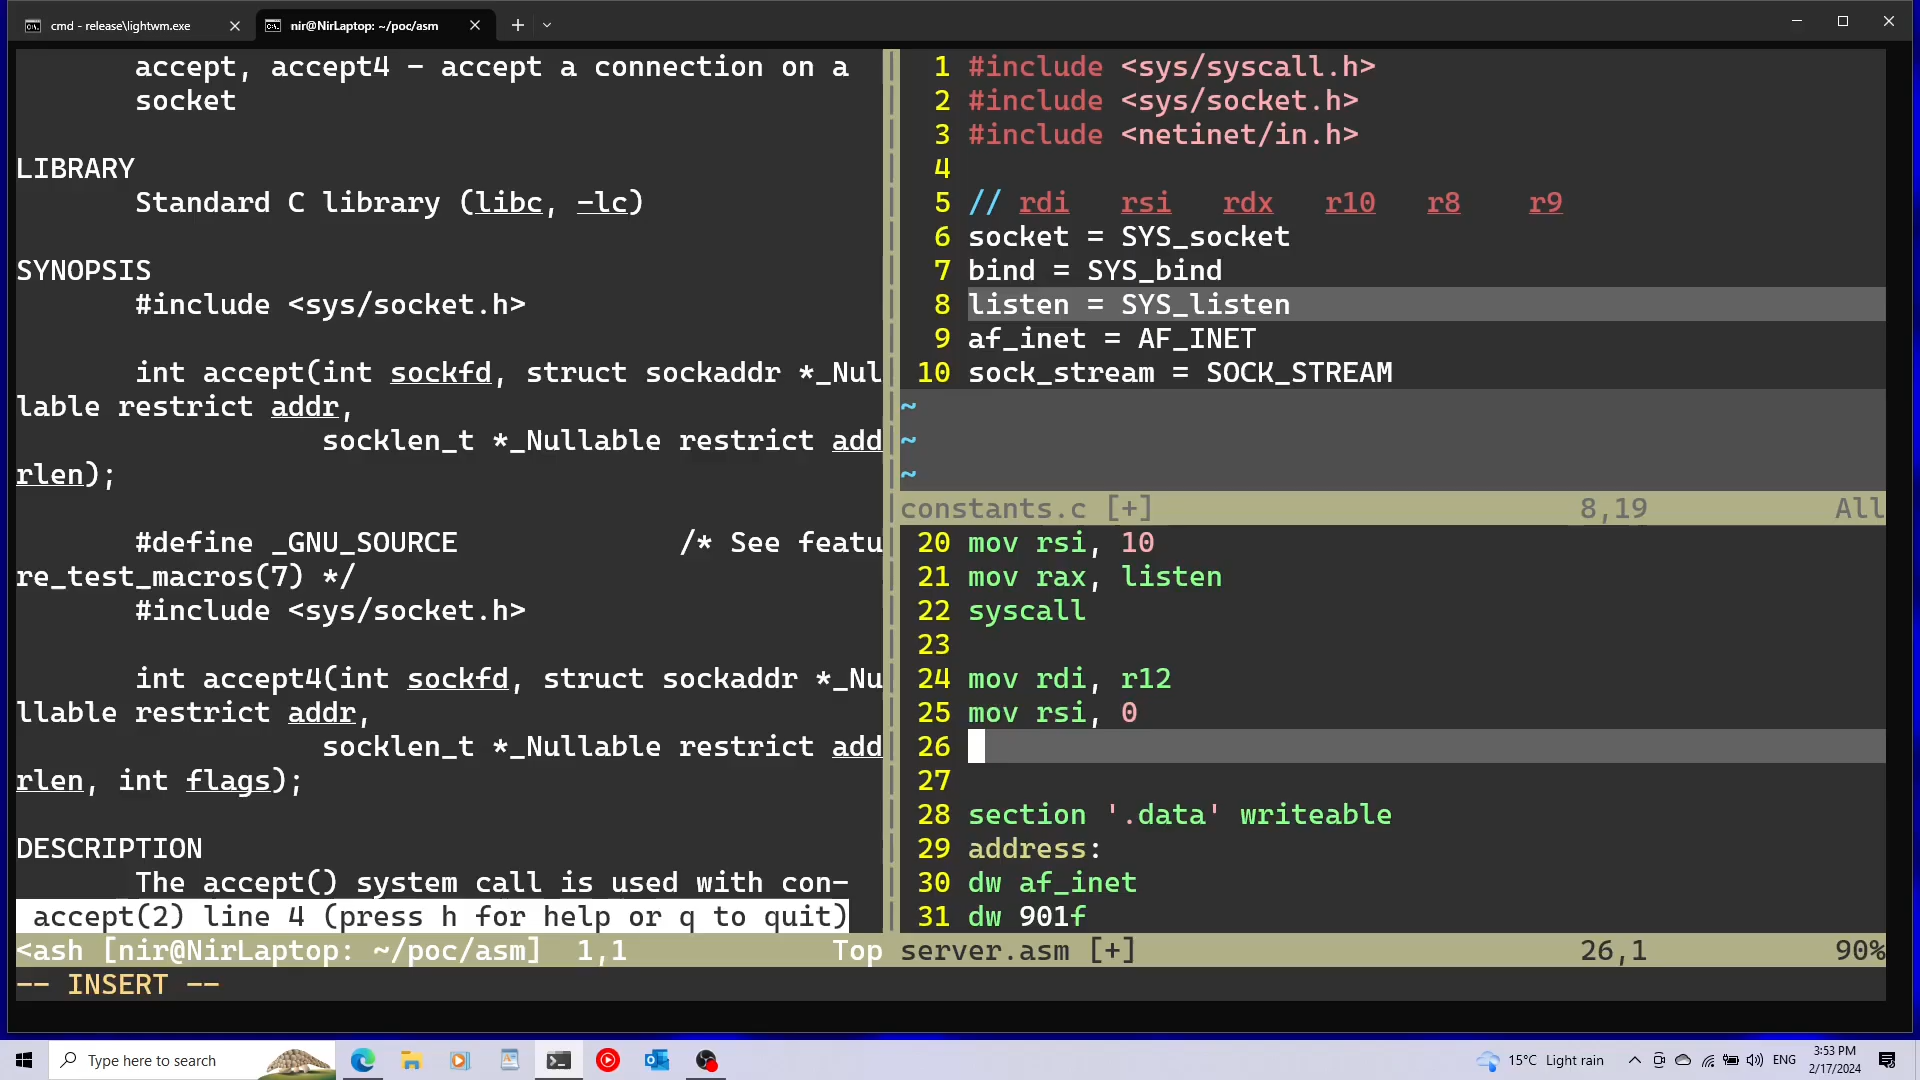 cmd - release\lightwm.exe
nir@NirLaptop: ~/poc/asm
accept, accept4 - accept a connection on a
socket
LIBRARY
Standard C library (libc, -lc)
SYNOPSIS
#include <sys/socket.h>
int accept(int sockfd, struct sockaddr *_Nul
lable restrict addr,
socklen_t *_Nullable restrict add
rlen);
#define _GNU_SOURCE /* See featu
re_test_macros(7) */
#include <sys/socket.h>
int accept4(int sockfd, struct sockaddr *_Nu
llable restrict addr,
socklen_t *_Nullable restrict add
rlen, int flags);
DESCRIPTION
The accept() system call is used with con-
accept(2) line 4 (press h for help or q to quit)
<ash [nir@NirLaptop: ~/poc/asm] 1,1 Top
-- INSERT --
1 #include <sys/syscall.h>
2 #include <sys/socket.h>
3 #include <netinet/in.h>
4
5 // rdi rsi rdx r10 r8 r9
6 socket = SYS_socket
7 bind = SYS_bind
8 listen = SYS_listen
9 af_inet = AF_INET
10 sock_stream = SOCK_STREAM
~
~
~
constants.c [+] 8,19 All
20 mov rsi, 10
21 mov rax, listen
22 syscall
23
24 mov rdi, r12
25 mov rsi, 0
26
27
28 section '.data' writeable
29 address:
30 dw af_inet
31 dw 901f
server.asm [+] 26,1 90%
Type here to search
15°C Light rain
ENG
3:53 PM
2/17/2024